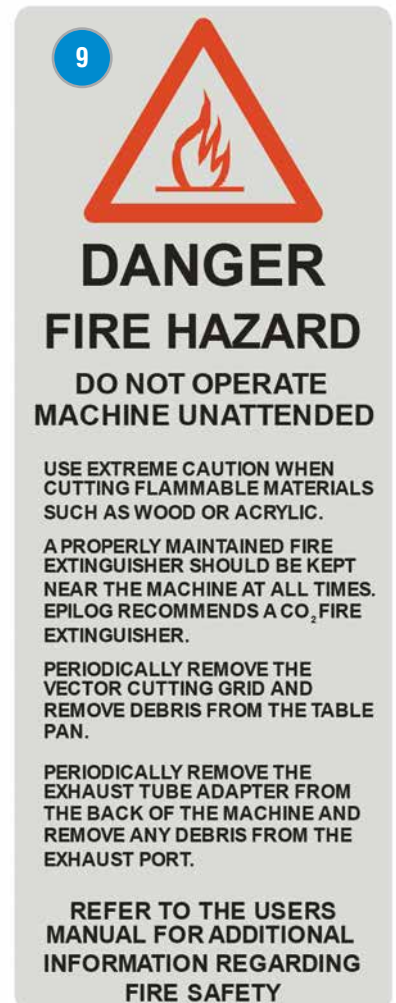 9
DANGER
FIRE HAZARD
DO NOT OPERATE
MACHINE UNATTENDED
USE EXTREME CAUTION WHEN
CUTTING FLAMMABLE MATERIALS
SUCH AS WOOD OR ACRYLIC.
A PROPERLY MAINTAINED FIRE
EXTINGUISHER SHOULD BE KEPT
NEAR THE MACHINE AT ALL TIMES.
EPILOG RECOMMENDS A CO₂ FIRE
EXTINGUISHER.
PERIODICALLY REMOVE THE
VECTOR CUTTING GRID AND
REMOVE DEBRIS FROM THE TABLE
PAN.
PERIODICALLY REMOVE THE
EXHAUST TUBE ADAPTER FROM
THE BACK OF THE MACHINE AND
REMOVE ANY DEBRIS FROM THE
EXHAUST PORT.
REFER TO THE USERS
MANUAL FOR ADDITIONAL
INFORMATION REGARDING
FIRE SAFETY